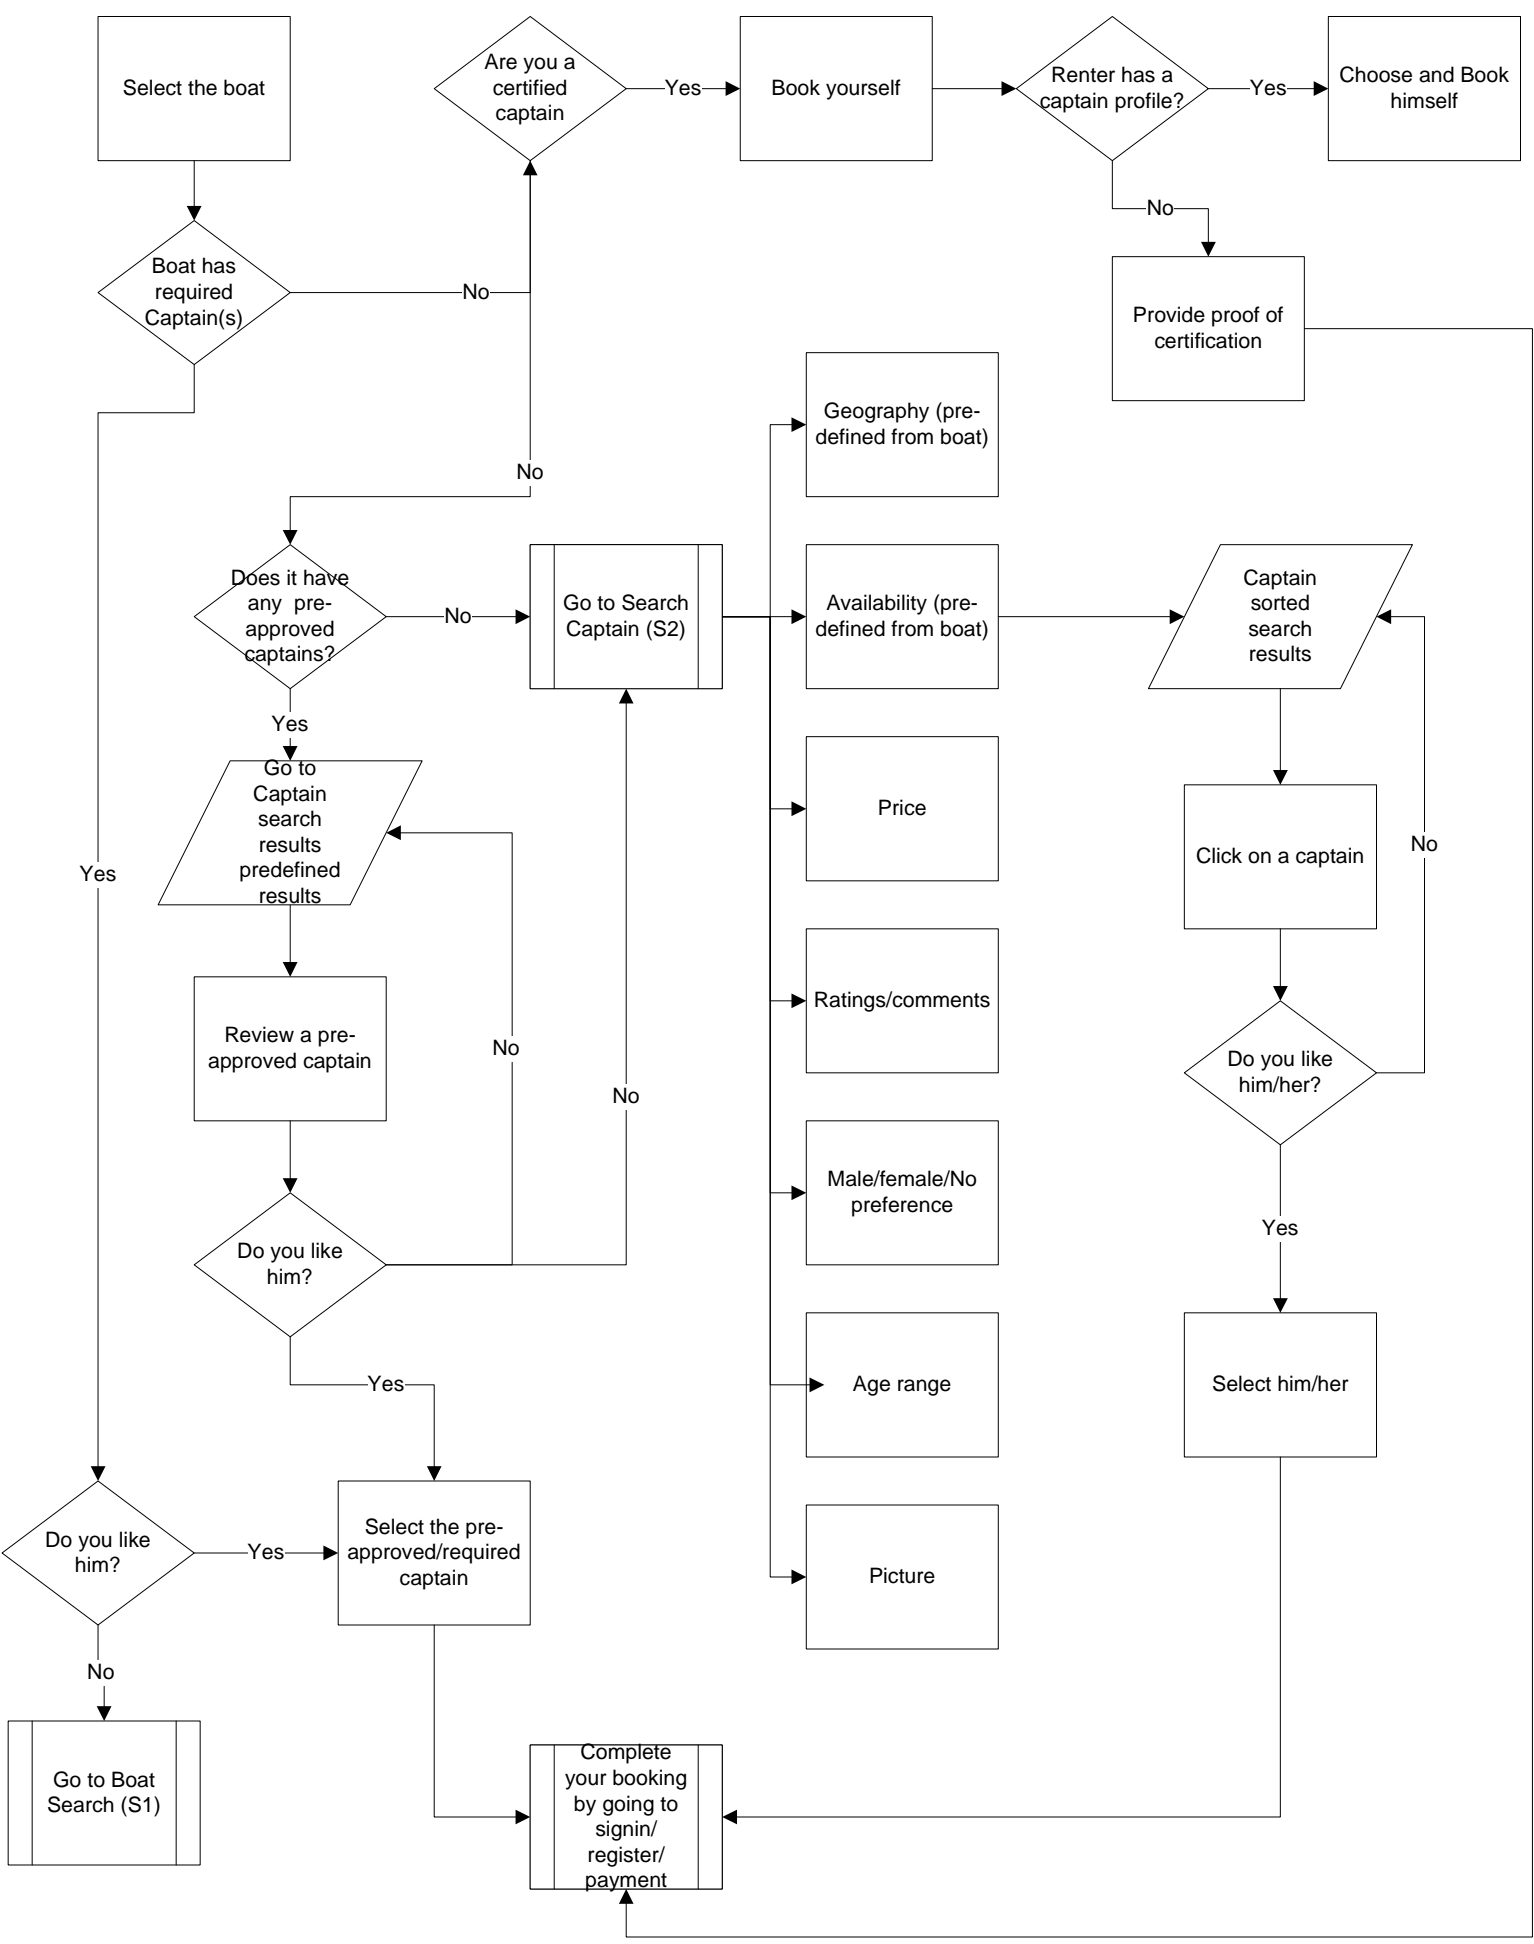 Select the boat
Are you a
certified
captain
Yes
Book yourself
Renter has a
captain profile?
Yes
Choose and Book
himself
No
Boat has
required
Captain(s)
No
Provide proof of
certification
Geography (pre-
defined from boat)
No
Does it have
any  pre-
approved
captains?
No
Go to Search
Captain (S2)
Availability (pre-
defined from boat)
Captain
sorted
search
results
Yes
Go to
Captain
search
results
predefined
results
Price
Click on a captain
No
Yes
Ratings/comments
Review a pre-
approved captain
No
No
Do you like
him/her?
Male/female/No
preference
Yes
Do you like
him?
Yes
Age range
Select him/her
Do you like
him?
Yes
Select the pre-
approved/required
captain
Picture
No
Go to Boat
Search (S1)
Complete
your booking
by going to
signin/
register/
payment